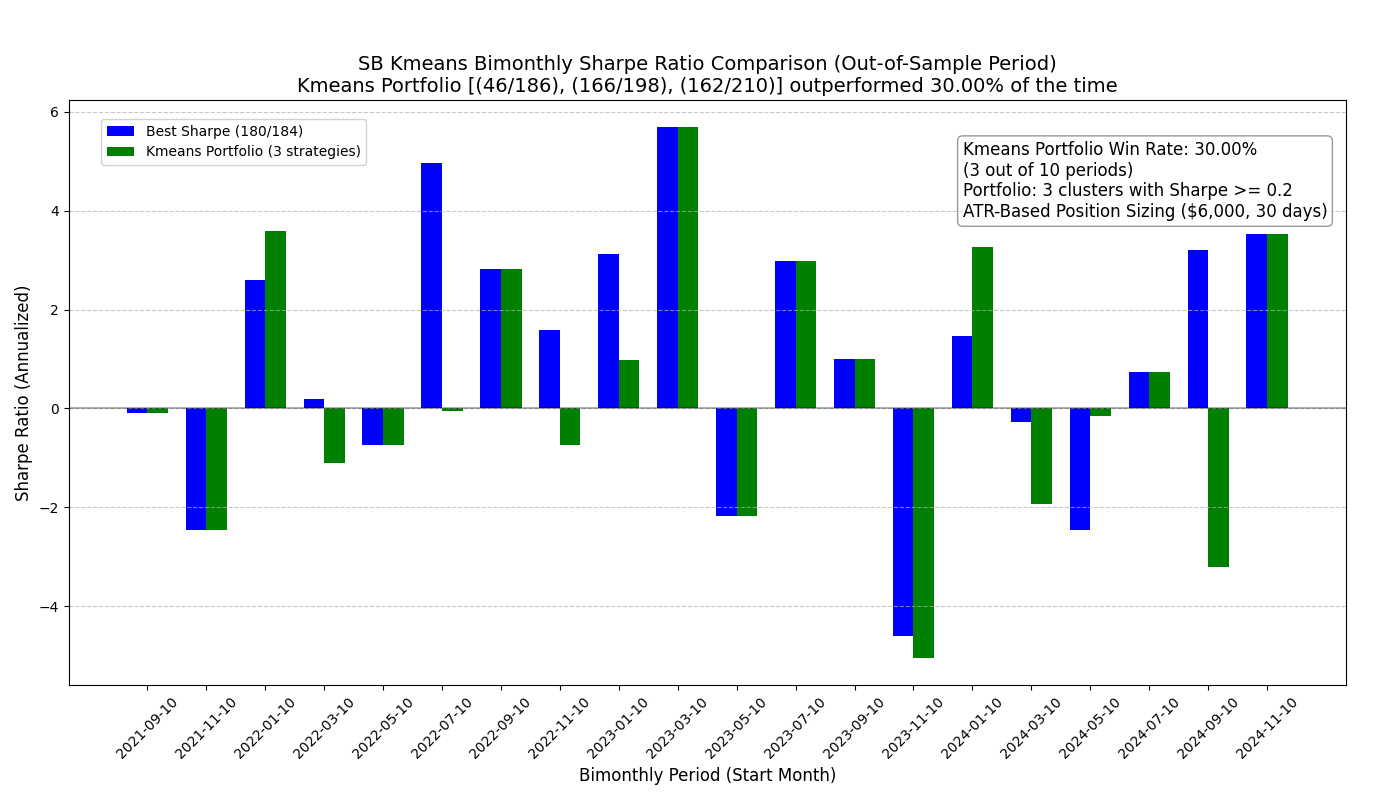 SB Kmeans Bimonthly Sharpe Ratio Comparison (Out-of-Sample Period)
Kmeans Portfolio [(46/186), (166/198), (162/210)] outperformed 30.00% of the time
Best Sharpe (180/184)
Kmeans Portfolio (3 strategies)
Kmeans Portfolio Win Rate: 30.00%
(3 out of 10 periods)
Portfolio: 3 clusters with Sharpe >= 0.2
ATR-Based Position Sizing ($6,000, 30 days)
Sharpe Ratio (Annualized)
6
4
2
0
−2
−4
2021-09-10
2021-11-10
2022-01-10
2022-03-10
2022-05-10
2022-07-10
2022-09-10
2022-11-10
2023-01-10
2023-03-10
2023-05-10
2023-07-10
2023-09-10
2023-11-10
2024-01-10
2024-03-10
2024-05-10
2024-07-10
2024-09-10
2024-11-10
Bimonthly Period (Start Month)